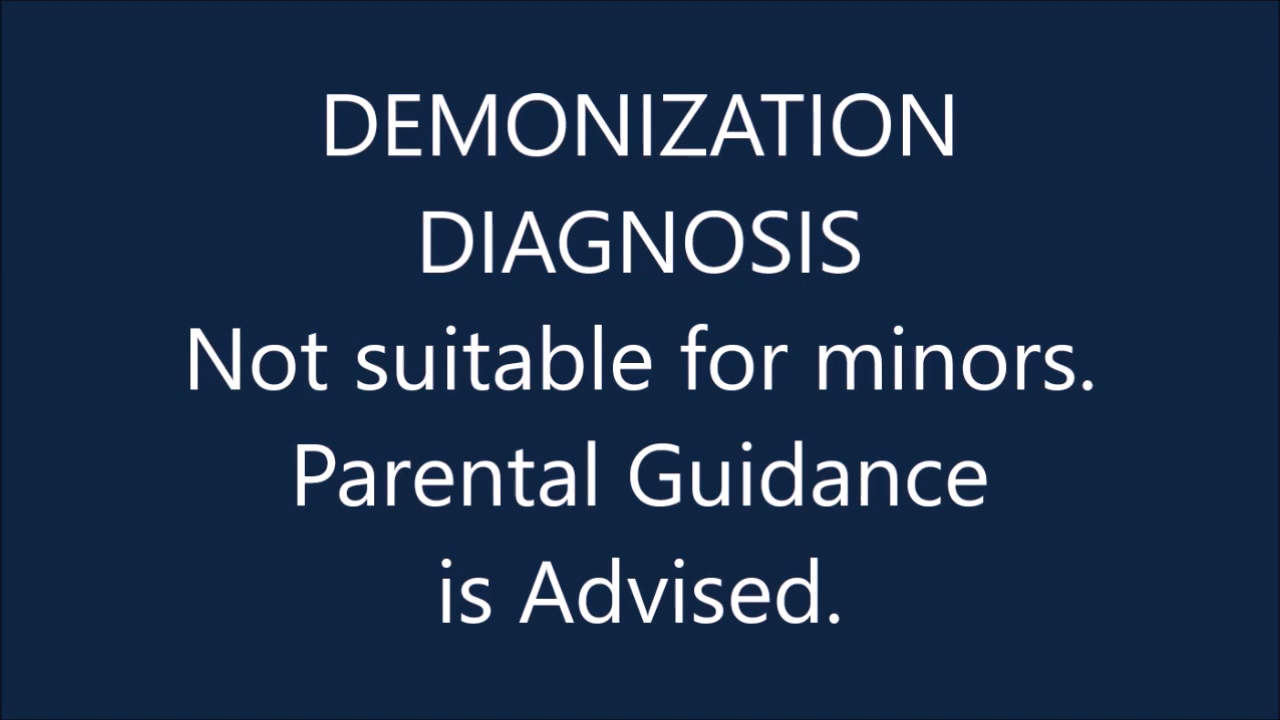 DEMONIZATION
DIAGNOSIS
Not suitable for minors.
Parental Guidance
is Advised.